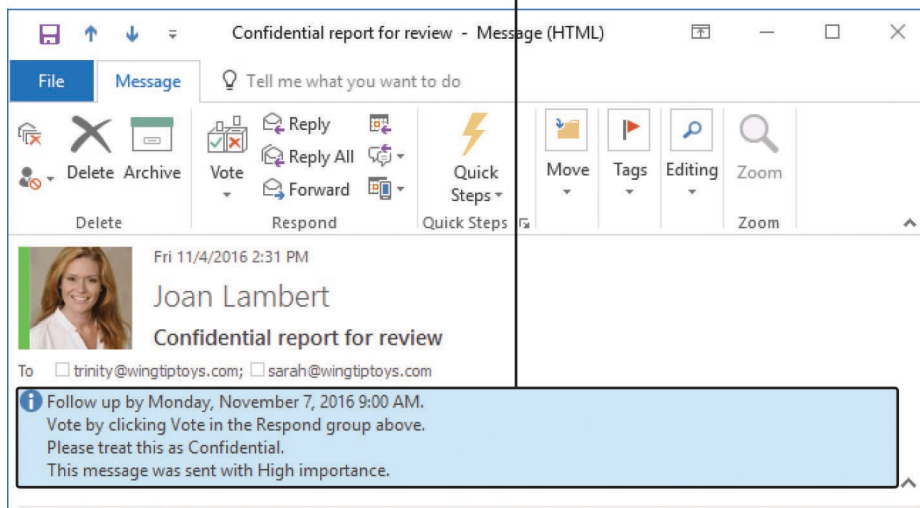 Confidential report for review - Message (HTML)
File Message Tell me what you want to do
Delete Archive Vote Reply Reply All Forward Quick Steps Move Tags Editing Zoom
Delete Respond Quick Steps Zoom
Fri 11/4/2016 2:31 PM
Joan Lambert
Confidential report for review
To trinity@wingtiptoys.com; sarah@wingtiptoys.com
Follow up by Monday, November 7, 2016 9:00 AM.
Vote by clicking Vote in the Respond group above.
Please treat this as Confidential.
This message was sent with High importance.